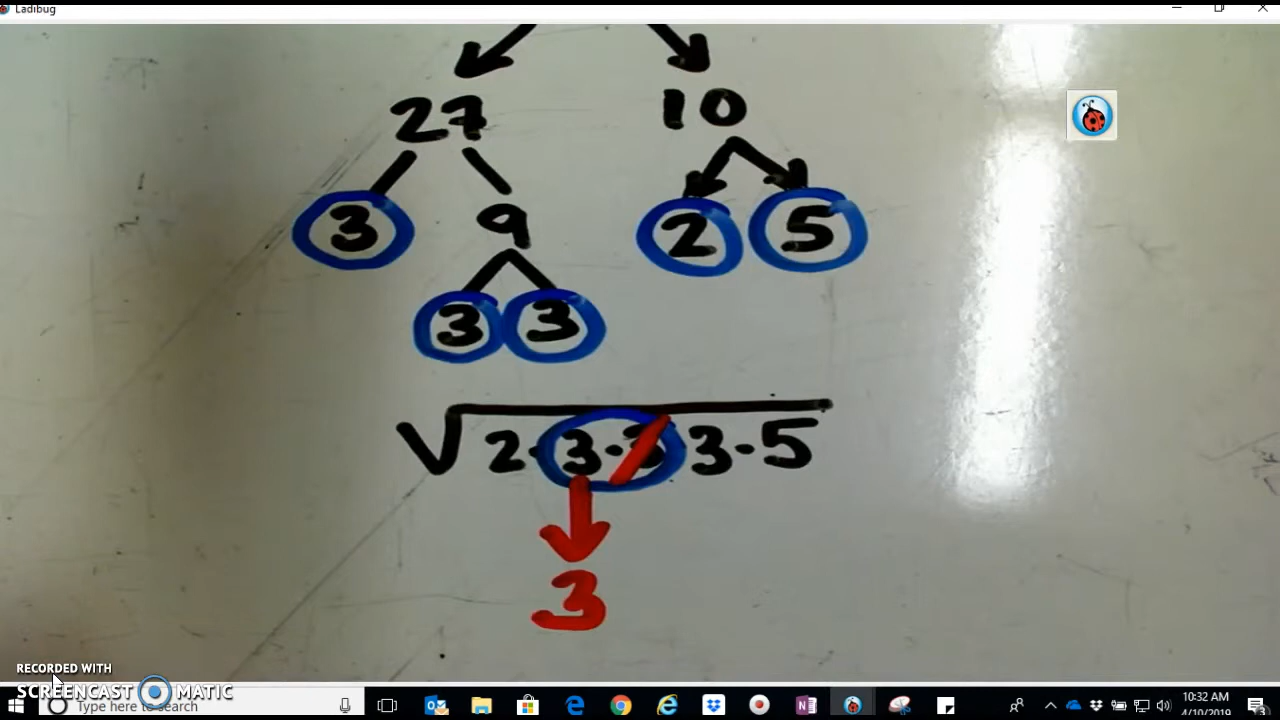 Ladibug
27 10
3 9 2 5
3 3
√2·3·3 3·5
3
RECORDED WITH
SCREENCAST MATIC
Type here to search
10:32 AM
4/10/2019